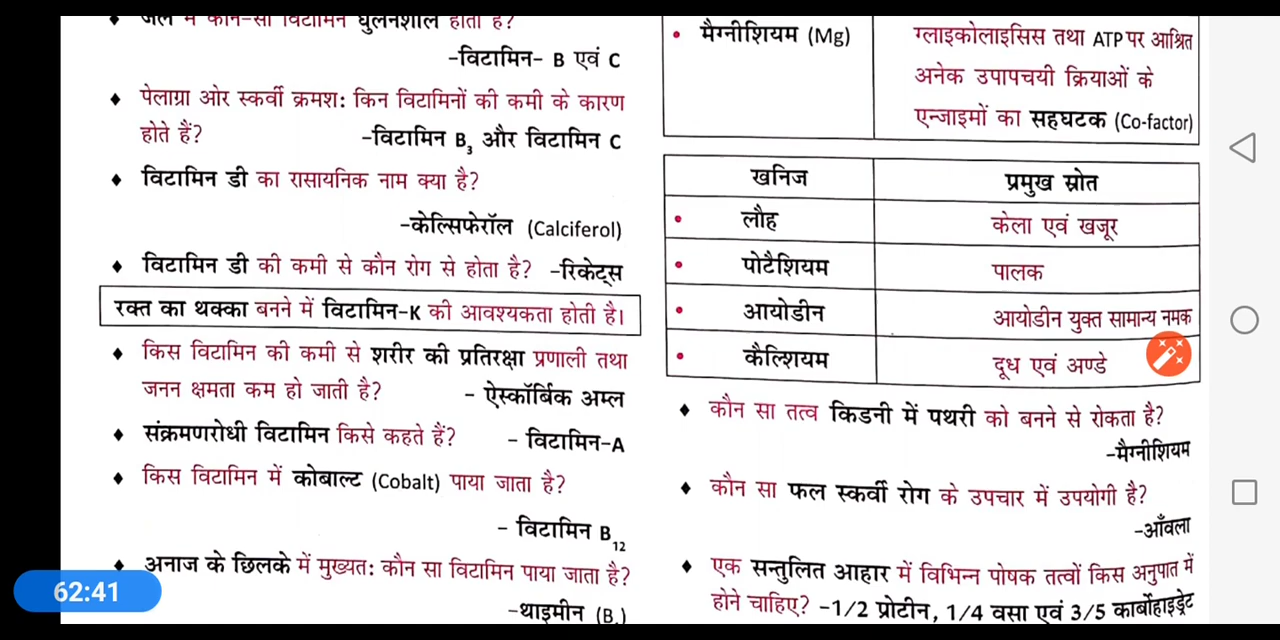 जल में कौन-सा विटामिन घुलनशील होता है?
-विटामिन- B एवं C
♦ पेलाग्रा ओर स्कर्वी क्रमश: किन विटामिनों की कमी के कारण
होते हैं? -विटामिन B3 और विटामिन C
♦ विटामिन डी का रासायनिक नाम क्या है?
-केल्सिफेरॉल (Calciferol)
♦ विटामिन डी की कमी से कौन रोग से होता है? -रिकेट्स
रक्त का थक्का बनने में विटामिन-K की आवश्यकता होती है।
♦ किस विटामिन की कमी से शरीर की प्रतिरक्षा प्रणाली तथा
जनन क्षमता कम हो जाती है? - ऐस्कॉर्बिक अम्ल
♦ संक्रमणरोधी विटामिन किसे कहते हैं? - विटामिन-A
♦ किस विटामिन में कोबाल्ट (Cobalt) पाया जाता है?
- विटामिन B12
♦ अनाज के छिलके में मुख्यत: कौन सा विटामिन पाया जाता है?
-थाइमीन (B1)
62:41
• मैग्नीशियम (Mg) ग्लाइकोलाइसिस तथा ATP पर आश्रित
अनेक उपापचयी क्रियाओं के
एन्जाइमों का सहघटक (Co-factor)
खनिज प्रमुख स्रोत
• लौह केला एवं खजूर
• पोटैशियम पालक
• आयोडीन आयोडीन युक्त सामान्य नमक
• कैल्शियम दूध एवं अण्डे
♦ कौन सा तत्व किडनी में पथरी को बनने से रोकता है?
-मैग्नीशियम
♦ कौन सा फल स्कर्वी रोग के उपचार में उपयोगी है?
-आँवला
♦ एक सन्तुलित आहार में विभिन्न पोषक तत्वों किस अनुपात में
होने चाहिए? -1/2 प्रोटीन, 1/4 वसा एवं 3/5 कार्बोहाइड्रेट